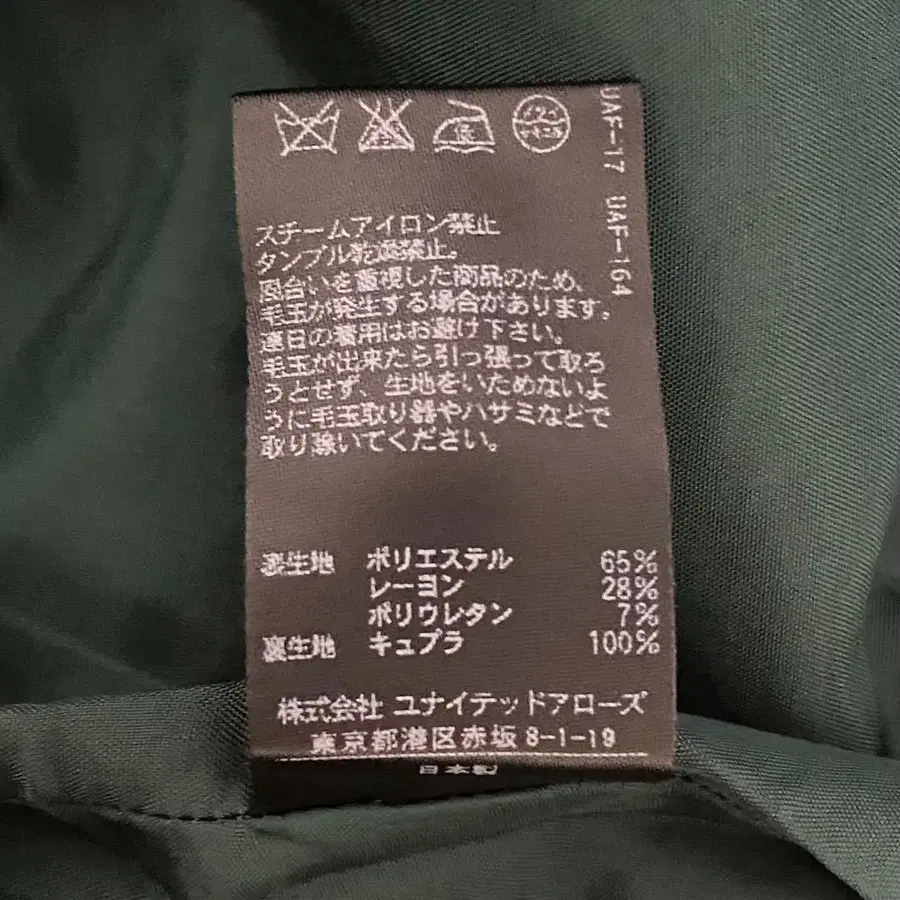 低
ドライ
セキユ系
UAF-17 UAF-164
スチームアイロン禁止
タンブル乾燥禁止。
風合いを重視した商品のため、
毛玉が発生する場合があります。
連日の着用はお避け下さい。
毛玉が出来たら引っ張って取ろ
うとせず、生地をいためないよ
うに毛玉取り器やハサミなどで
取り除いてください。
表生地 ポリエステル 65%
レーヨン 28%
ポリウレタン 7%
裏生地 キュプラ 100%
株式会社 ユナイテッドアローズ
東京都港区赤坂8-1-19
日本製